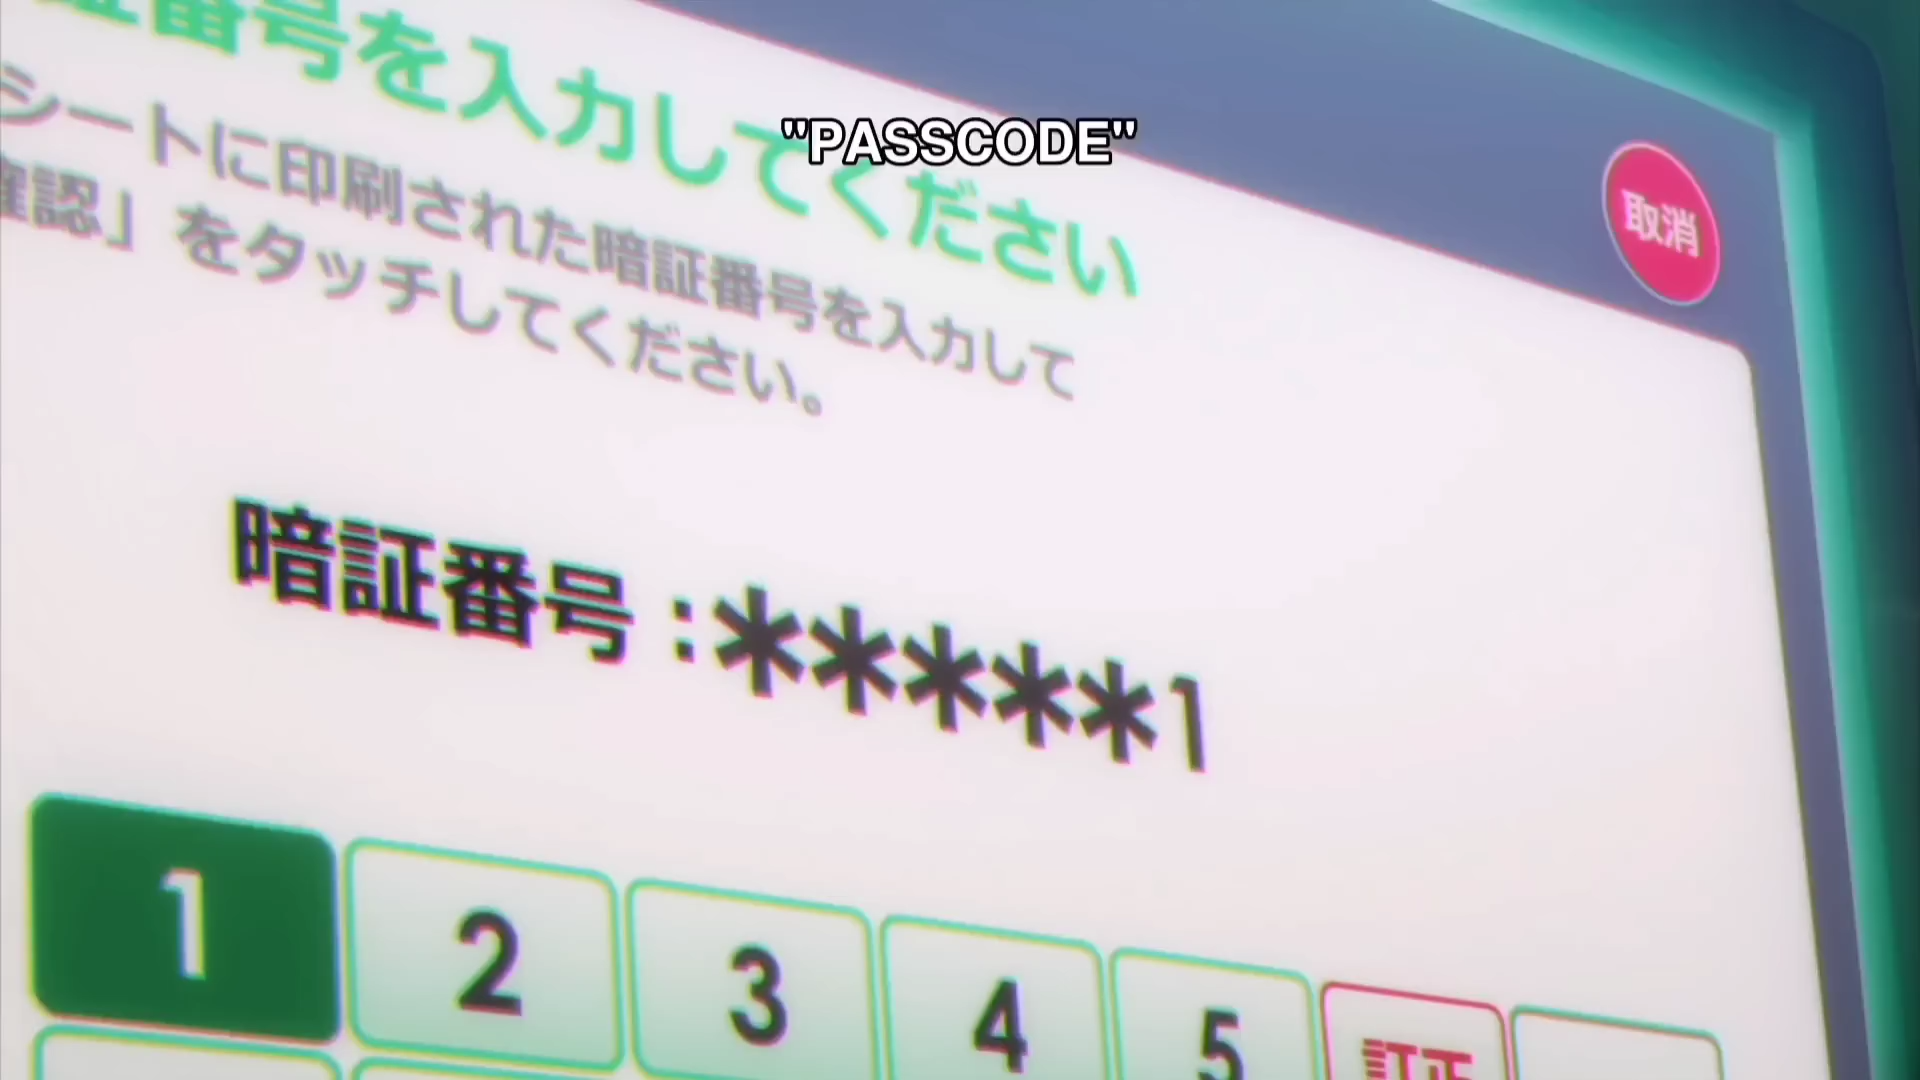 証番号を入力してください
"PASSCODE"
取消
シートに印刷された暗証番号を入力して
確認」をタッチしてください。
暗証番号:*****1
1 2 3 4 5 訂正